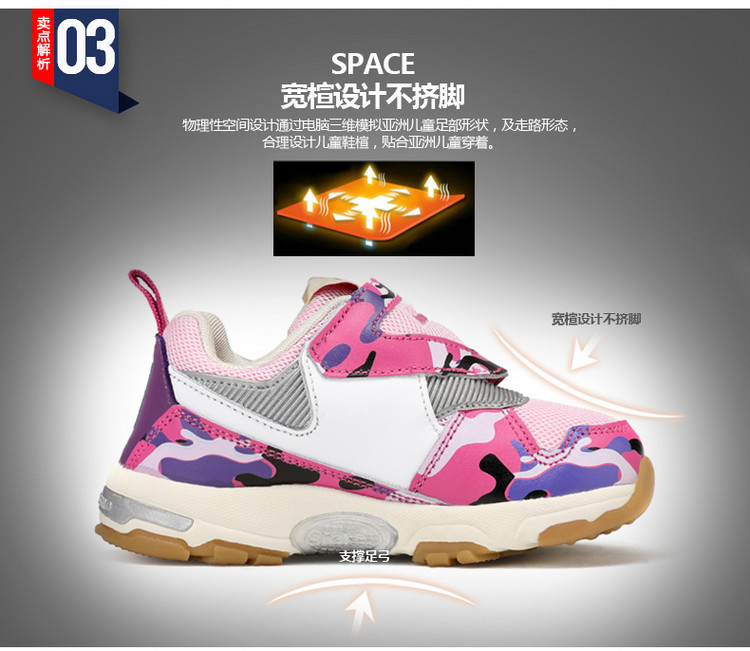 卖点解析
03
SPACE
宽楦设计不挤脚
物理性空间设计通过电脑三维模拟亚洲儿童足部形状，及走路形态，
合理设计儿童鞋楦，贴合亚洲儿童穿着。
宽楦设计不挤脚
支撑足弓